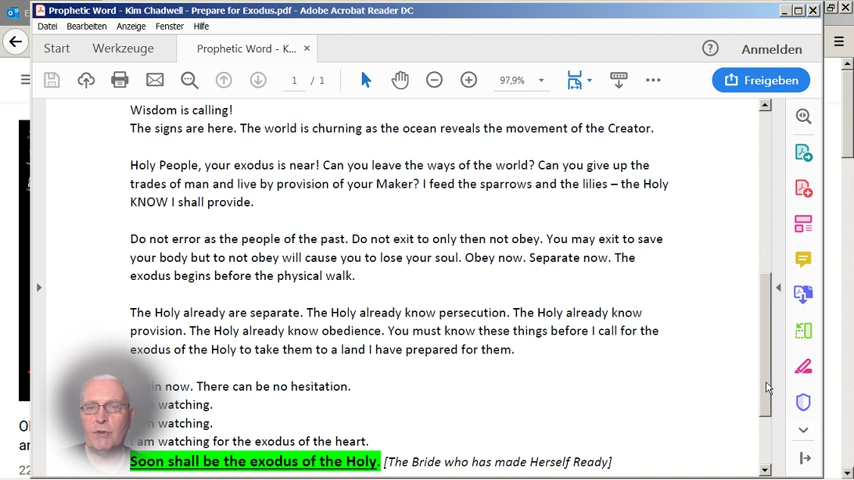 Prophetic Word - Kim Chadwell - Prepare for Exodus.pdf - Adobe Acrobat Reader DC
Datei Bearbeiten Anzeige Fenster Hilfe
Start Werkzeuge Prophetic Word - K... × Anmelden
1 / 1 97,9% Freigeben
Wisdom is calling!
The signs are here. The world is churning as the ocean reveals the movement of the Creator.
Holy People, your exodus is near! Can you leave the ways of the world? Can you give up the
trades of man and live by provision of your Maker? I feed the sparrows and the lilies – the Holy
KNOW I shall provide.
Do not error as the people of the past. Do not exit to only then not obey. You may exit to save
your body but to not obey will cause you to lose your soul. Obey now. Separate now. The
exodus begins before the physical walk.
The Holy already are separate. The Holy already know persecution. The Holy already know
provision. The Holy already know obedience. You must know these things before I call for the
exodus of the Holy to take them to a land I have prepared for them.
now. There can be no hesitation.
watching.
watching.
I am watching for the exodus of the heart.
Soon shall be the exodus of the Holy. [The Bride who has made Herself Ready]